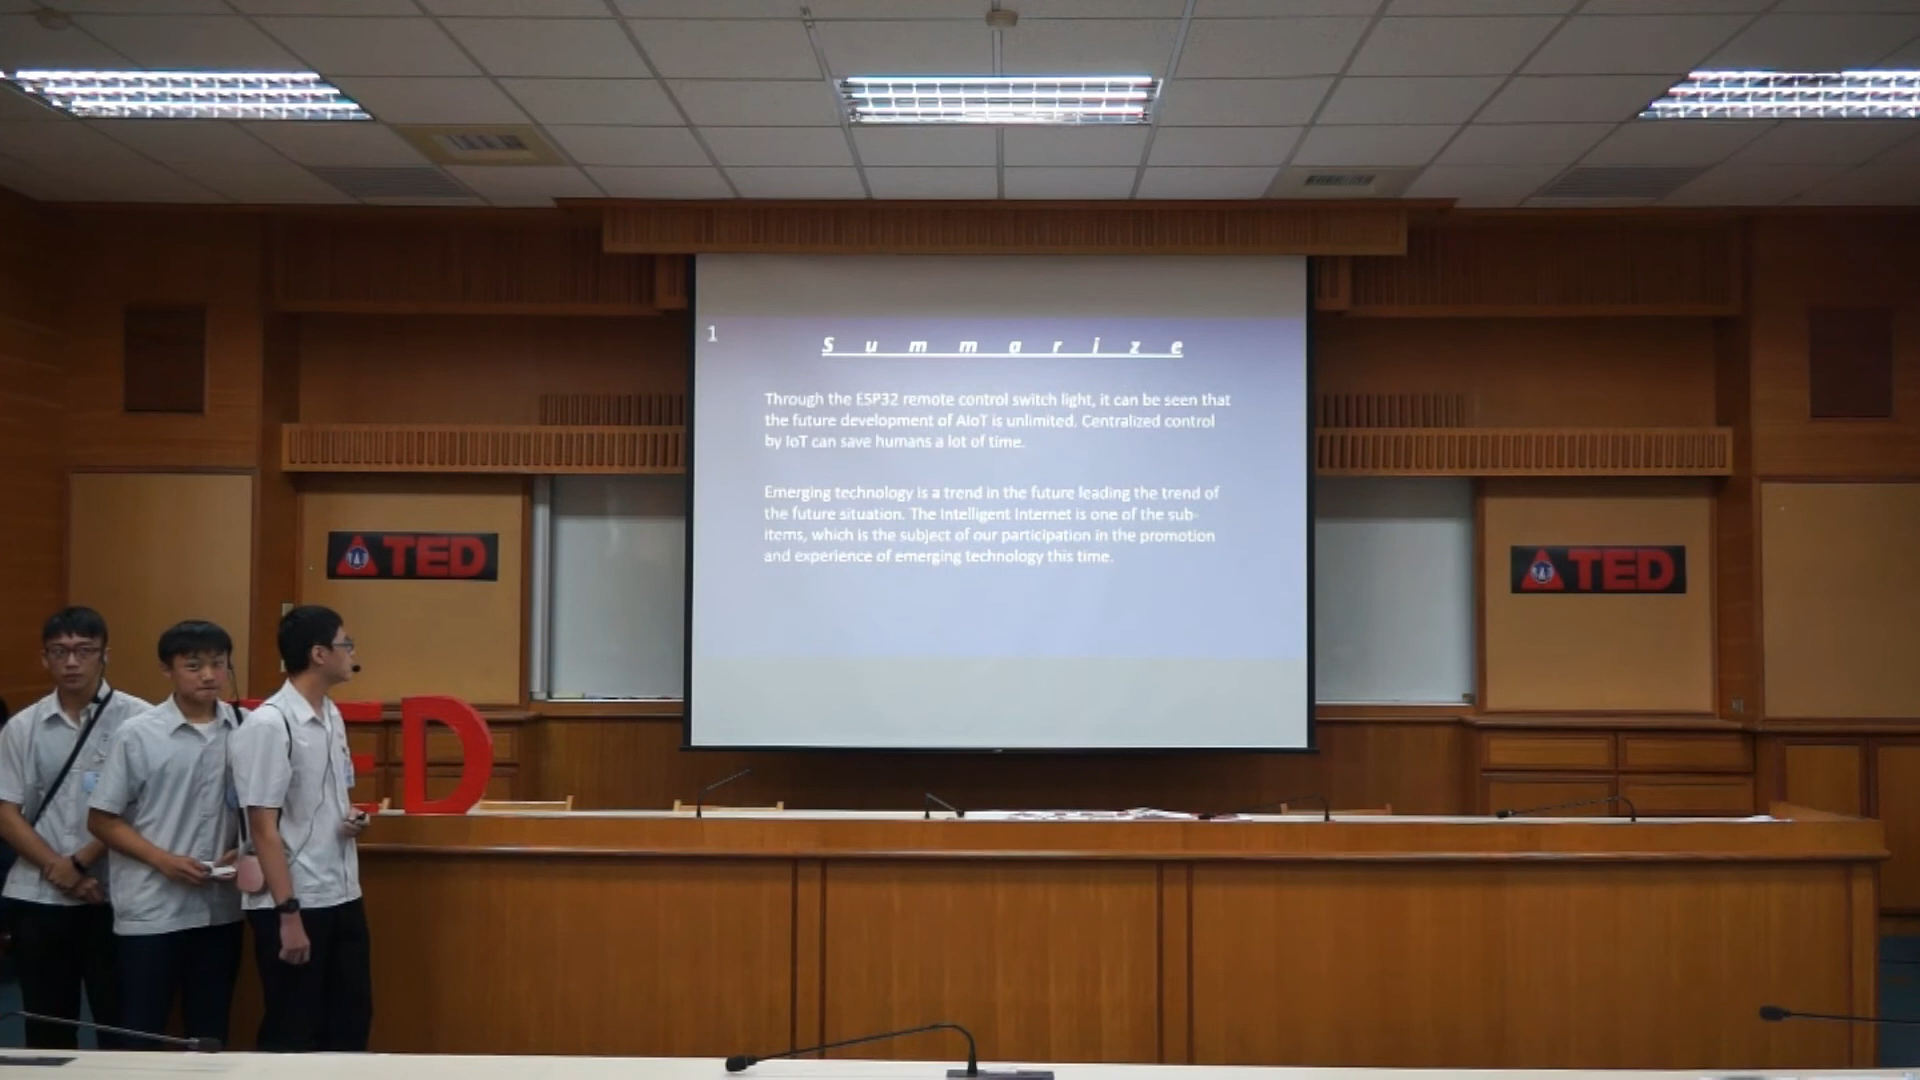 1
Summarize
Through the ESP32 remote control switch light, it can be seen that
the future development of AIoT is unlimited. Centralized control
by IoT can save humans a lot of time.
Emerging technology is a trend in the future leading the trend of
the future situation. The Intelligent Internet is one of the sub-
items, which is the subject of our participation in the promotion
and experience of emerging technology this time.
TED
TED
ED